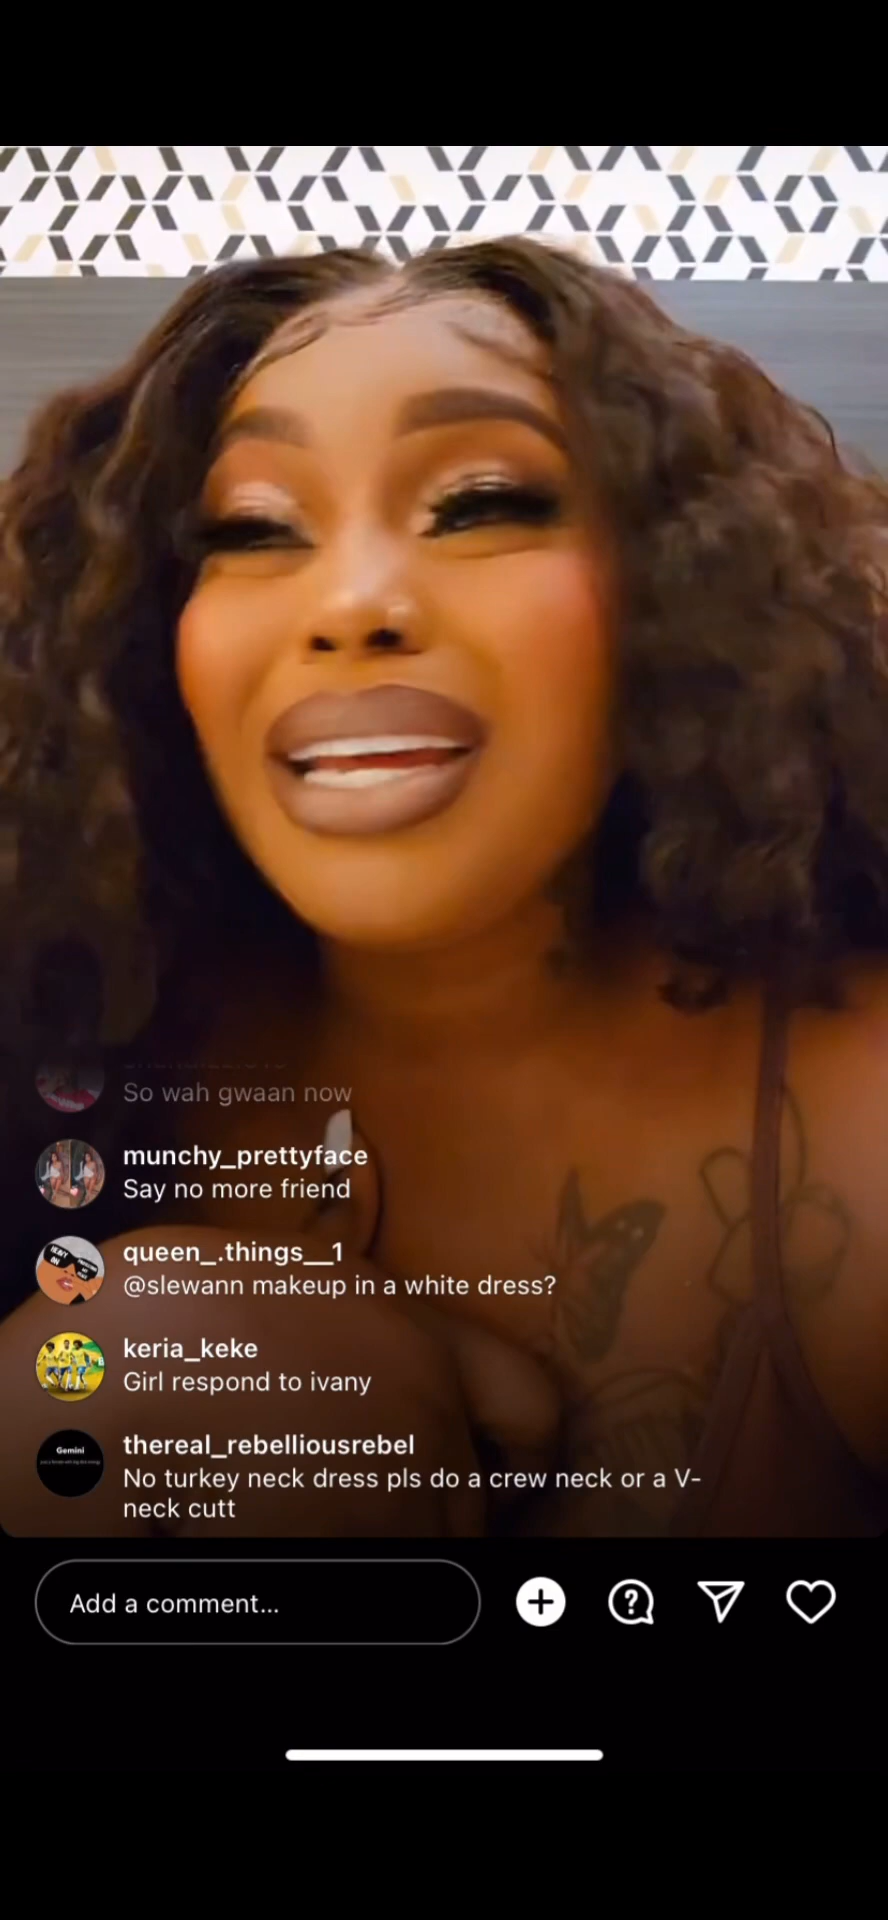 So wah gwaan now
munchy_prettyface
Say no more friend
queen_.things__1
@slewann makeup in a white dress?
keria_keke
Girl respond to ivany
Gemini
thereal_rebelliousrebel
No turkey neck dress pls do a crew neck or a V-
neck cutt
Add a comment...